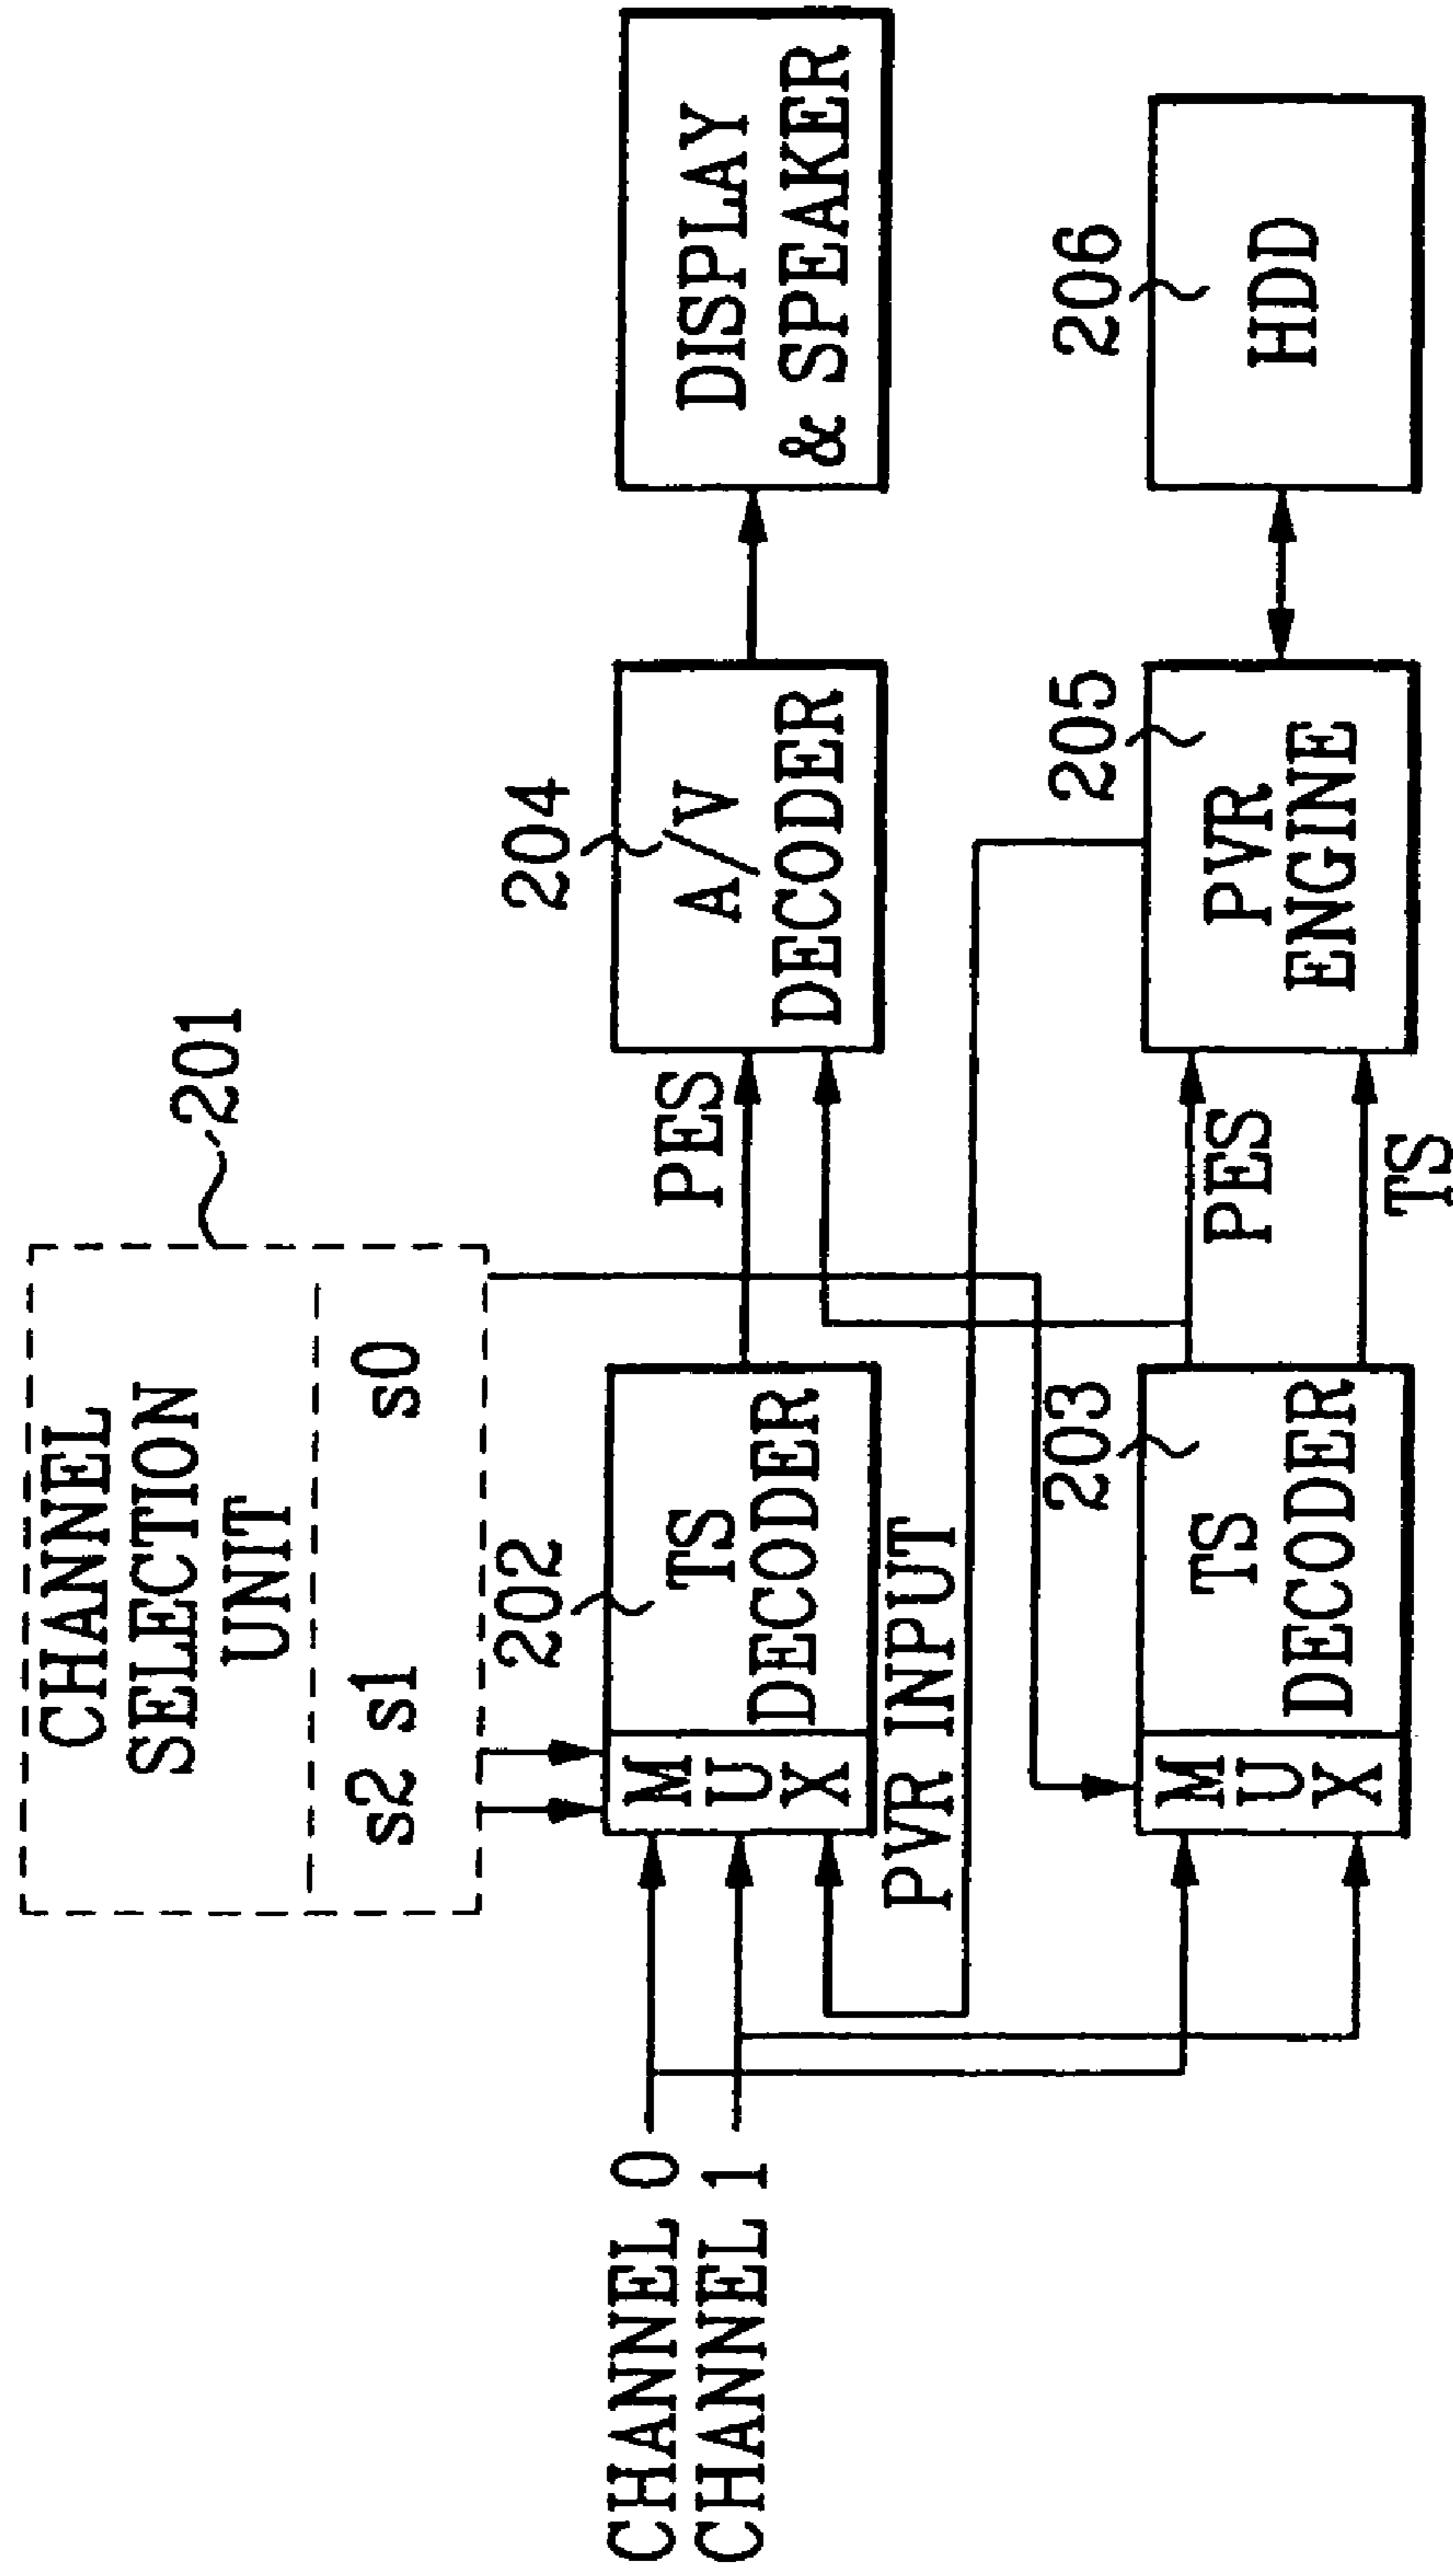 CHANNEL
SELECTION
UNIT
201
s2 s1
s0
CHANNEL 0
CHANNEL 1
202
MUX
TS
DECODER
PES
204
A/V
DECODER
DISPLAY
& SPEAKER
PVR INPUT
203
MUX
TS
DECODER
PES
TS
205
PVR
ENGINE
206
HDD